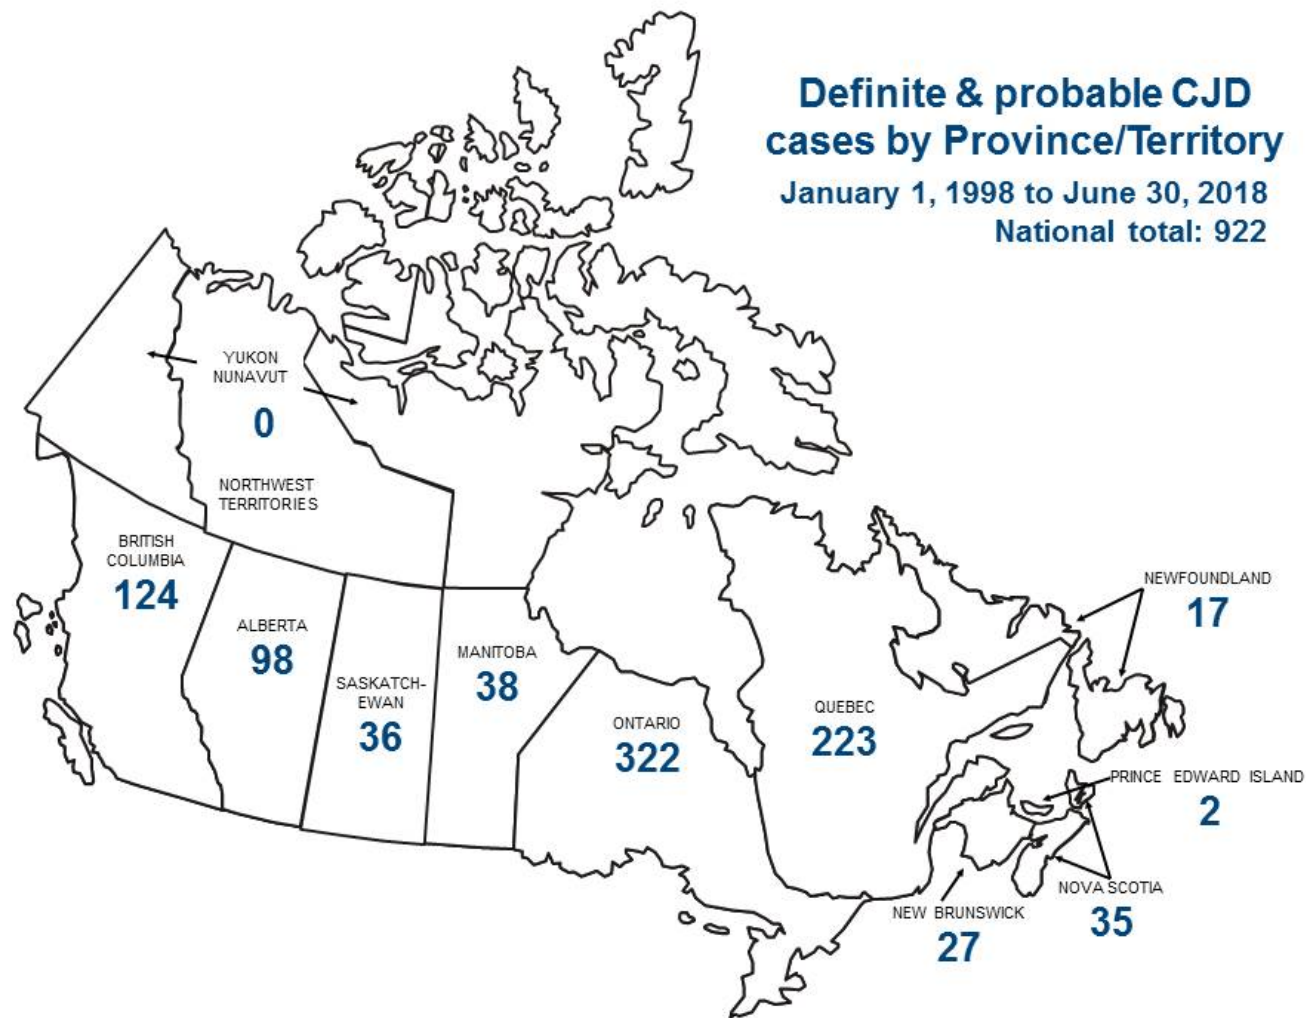 Definite & probable CJD
cases by Province/Territory
January 1, 1998 to June 30, 2018
National total: 922
YUKON
NUNAVUT
0
NORTHWEST
TERRITORIES
BRITISH
COLUMBIA
124
ALBERTA
98
SASKATCH-
EWAN
36
MANITOBA
38
ONTARIO
322
QUEBEC
223
NEWFOUNDLAND
17
PRINCE EDWARD ISLAND
2
NOVA SCOTIA
35
NEW BRUNSWICK
27